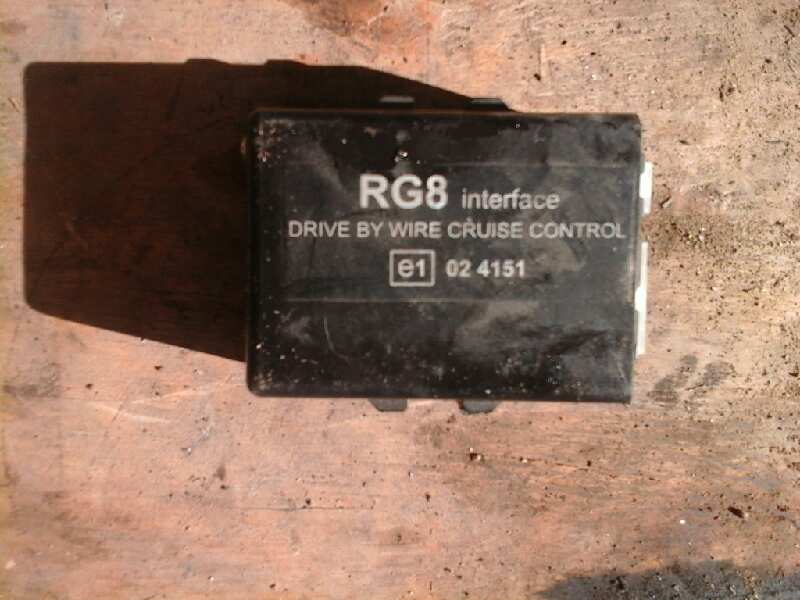 RG8 interface
DRIVE BY WIRE CRUISE CONTROL
e1 02 4151